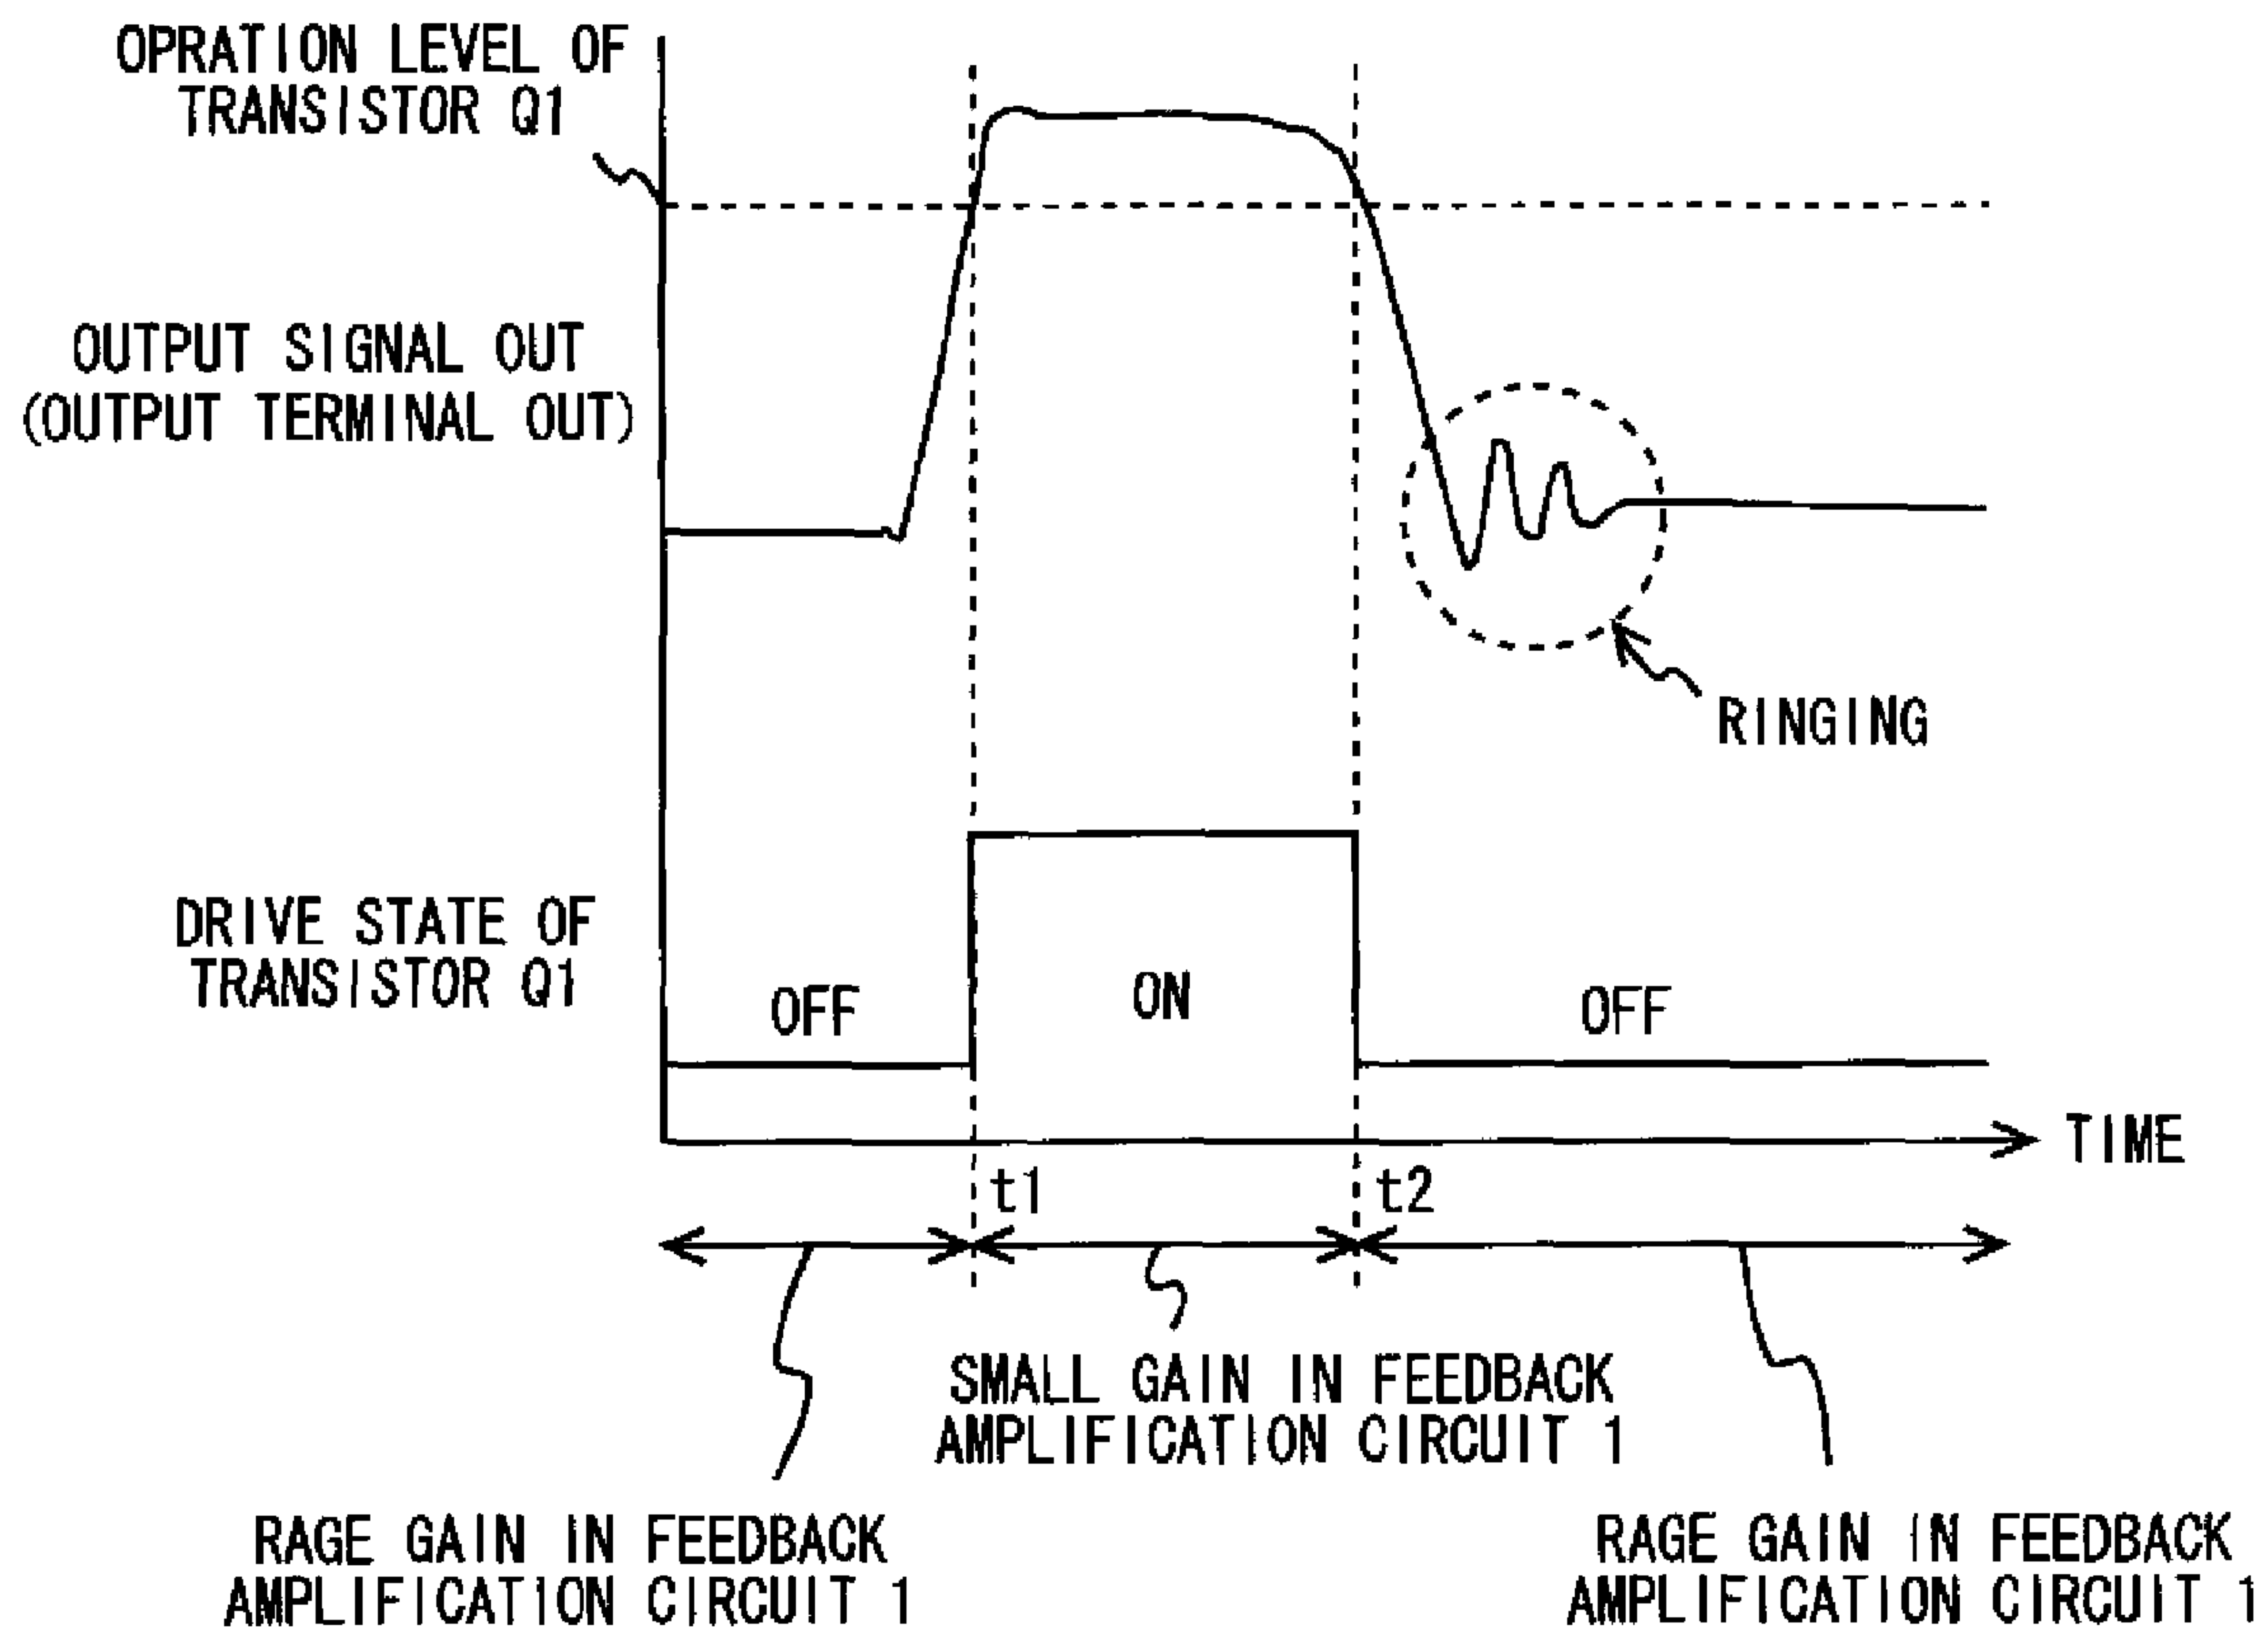 OPRATION LEVEL OF
TRANSISTOR Q1
OUTPUT SIGNAL OUT
(OUTPUT TERMINAL OUT)
RINGING
DRIVE STATE OF
TRANSISTOR Q1
OFF
ON
OFF
TIME
t1
t2
SMALL GAIN IN FEEDBACK
AMPLIFICATION CIRCUIT 1
RAGE GAIN IN FEEDBACK
AMPLIFICATION CIRCUIT 1
RAGE GAIN IN FEEDBACK
AMPLIFICATION CIRCUIT 1